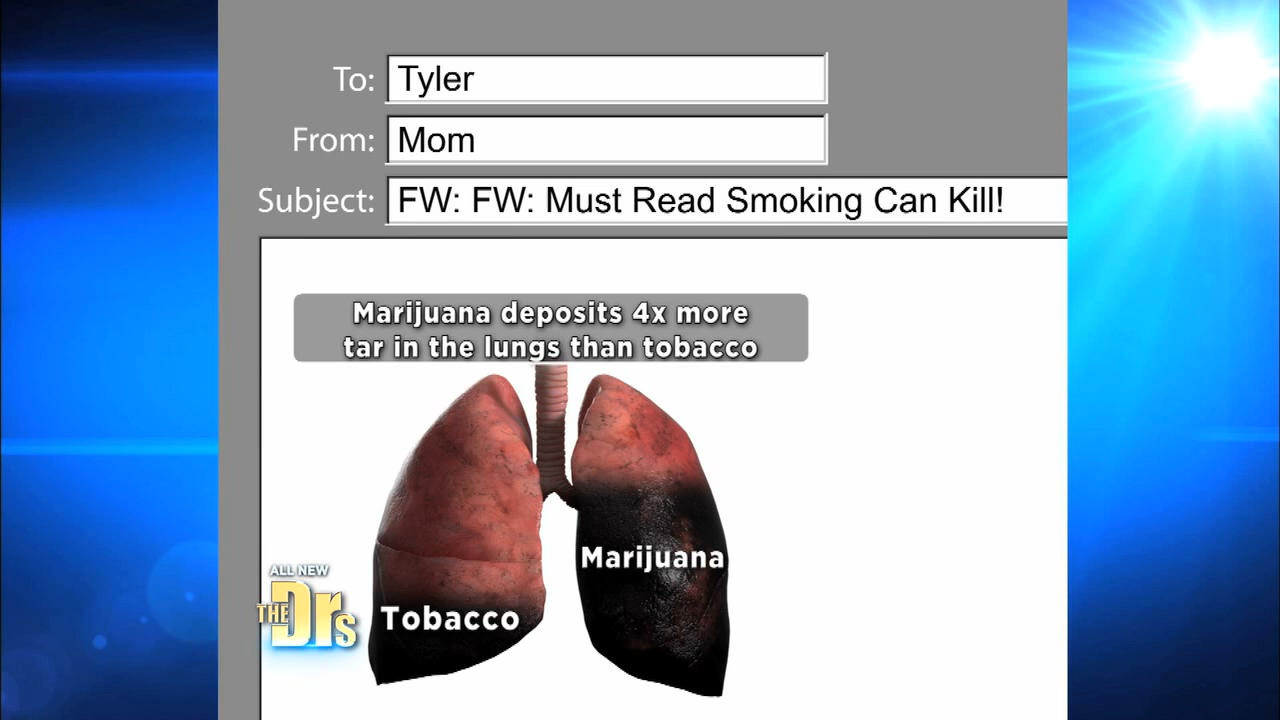 To: Tyler
From: Mom
Subject: FW: FW: Must Read Smoking Can Kill!
Marijuana deposits 4x more
tar in the lungs than tobacco
Marijuana
Tobacco
ALL NEW
THE Drs